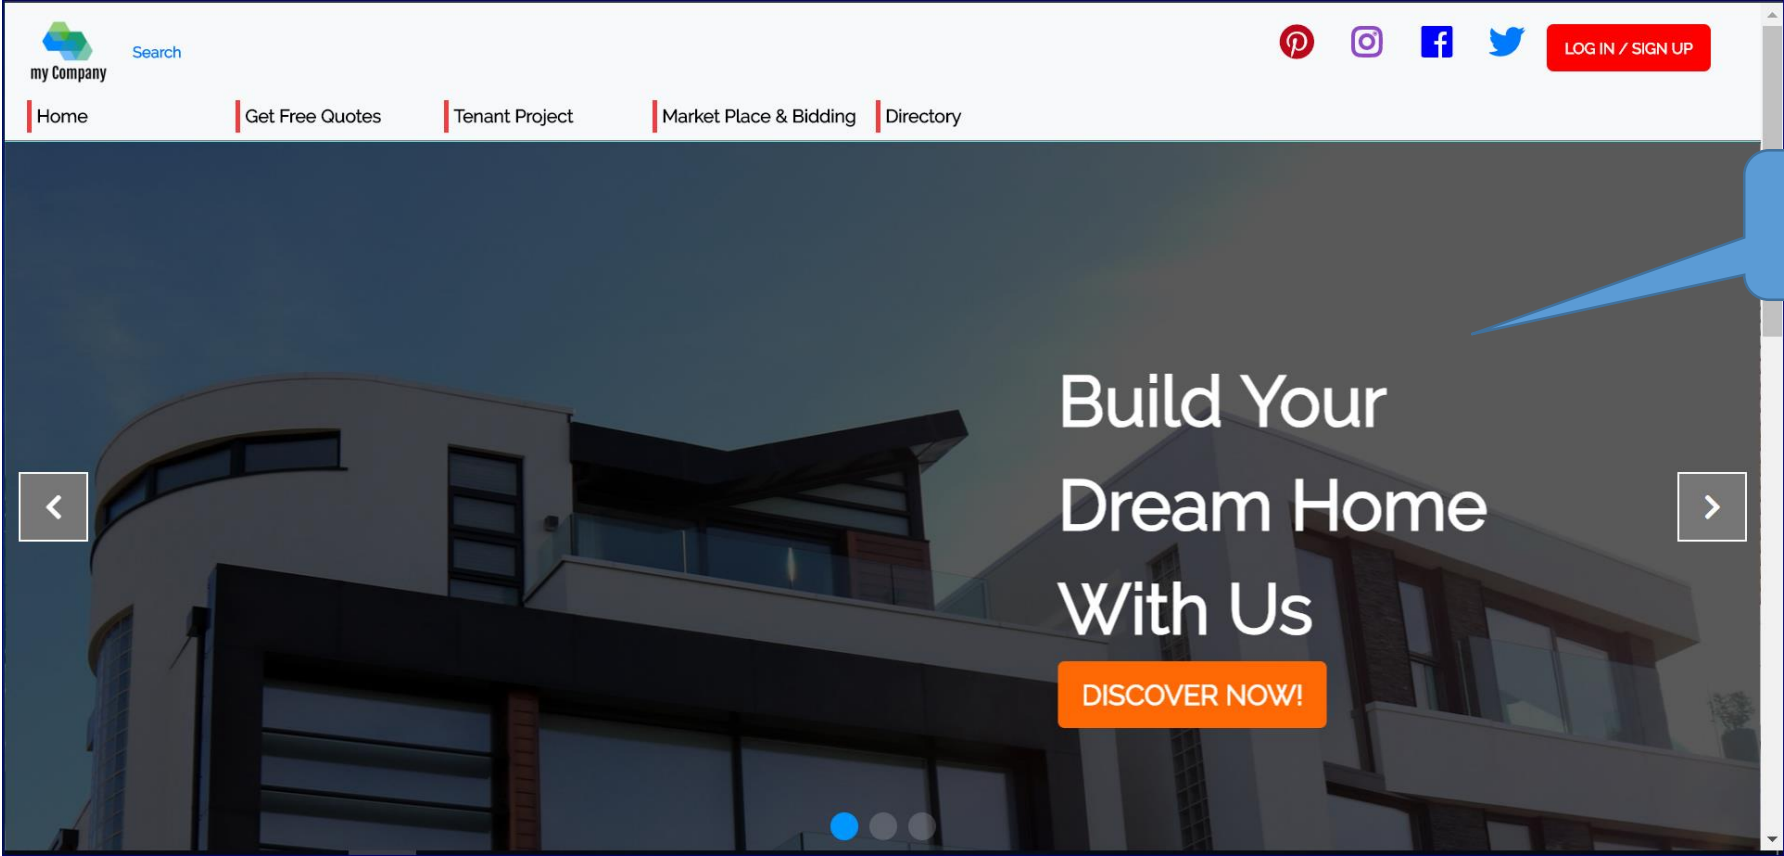 my Company
Search
LOG IN / SIGN UP
Home
Get Free Quotes
Tenant Project
Market Place & Bidding
Directory
Build Your
Dream Home
With Us
DISCOVER NOW!